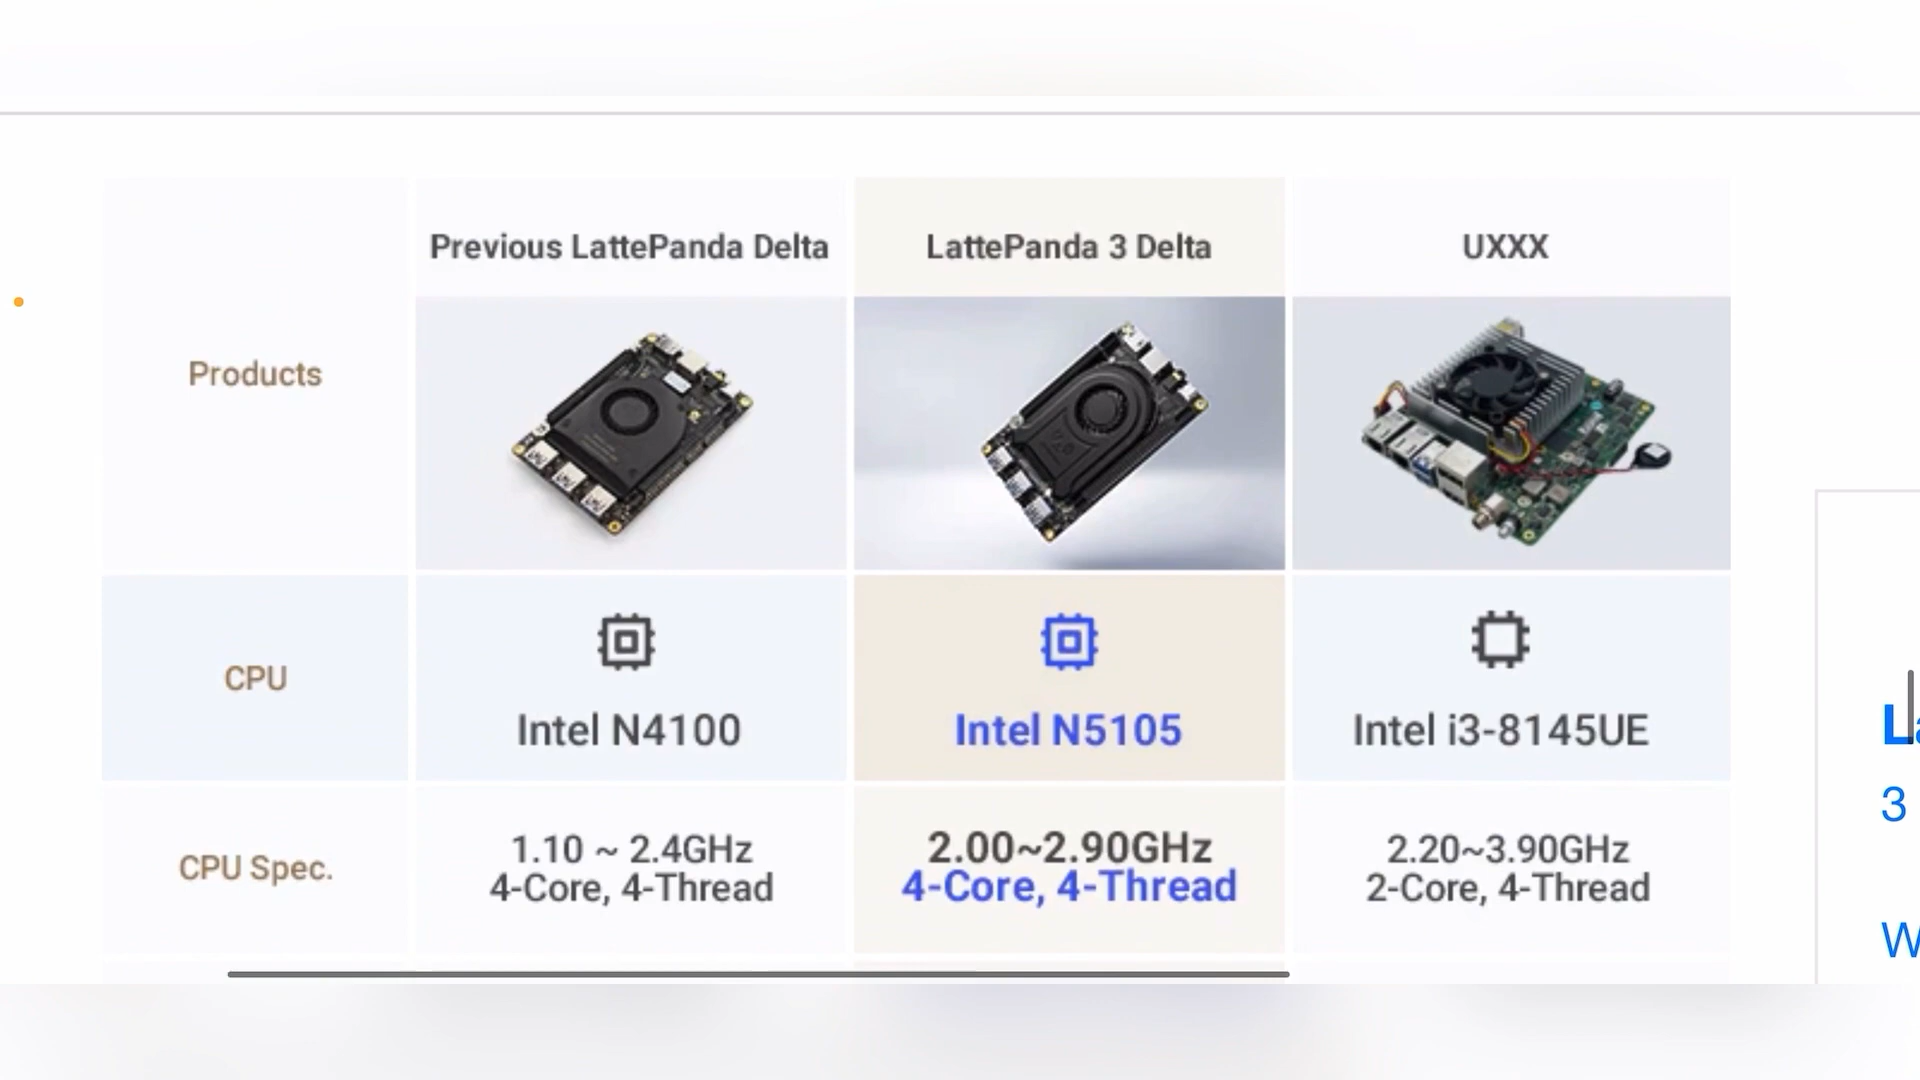 Previous LattePanda Delta
LattePanda 3 Delta
UXXX
Products
CPU
Intel N4100
Intel N5105
Intel i3-8145UE
CPU Spec.
1.10 ~ 2.4GHz
4-Core, 4-Thread
2.00~2.90GHz
4-Core, 4-Thread
2.20~3.90GHz
2-Core, 4-Thread
3
W